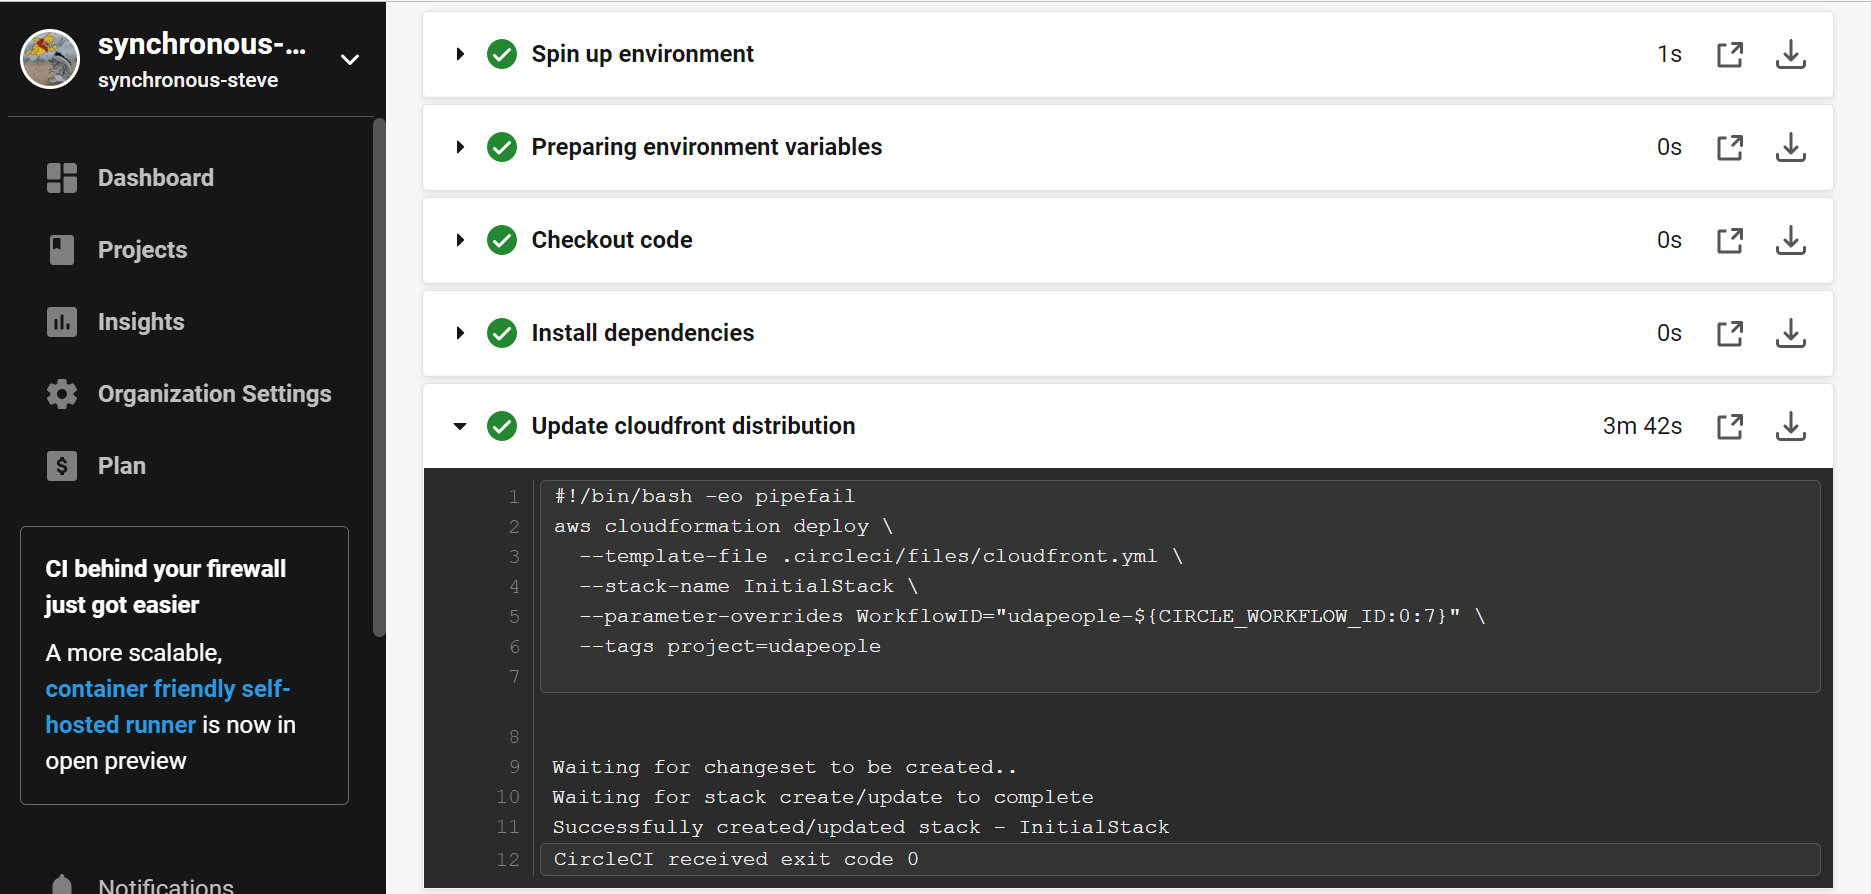 synchronous-...
synchronous-steve
Dashboard
Projects
Insights
Organization Settings
Plan
CI behind your firewall
just got easier
A more scalable,
container friendly self-
hosted runner is now in
open preview
Notifications
Spin up environment 1s
Preparing environment variables 0s
Checkout code 0s
Install dependencies 0s
Update cloudfront distribution 3m 42s
1 #!/bin/bash -eo pipefail
2 aws cloudformation deploy \
3 --template-file .circleci/files/cloudfront.yml \
4 --stack-name InitialStack \
5 --parameter-overrides WorkflowID="udapeople-${CIRCLE_WORKFLOW_ID:0:7}" \
6 --tags project=udapeople
7
8
9 Waiting for changeset to be created..
10 Waiting for stack create/update to complete
11 Successfully created/updated stack - InitialStack
12 CircleCI received exit code 0